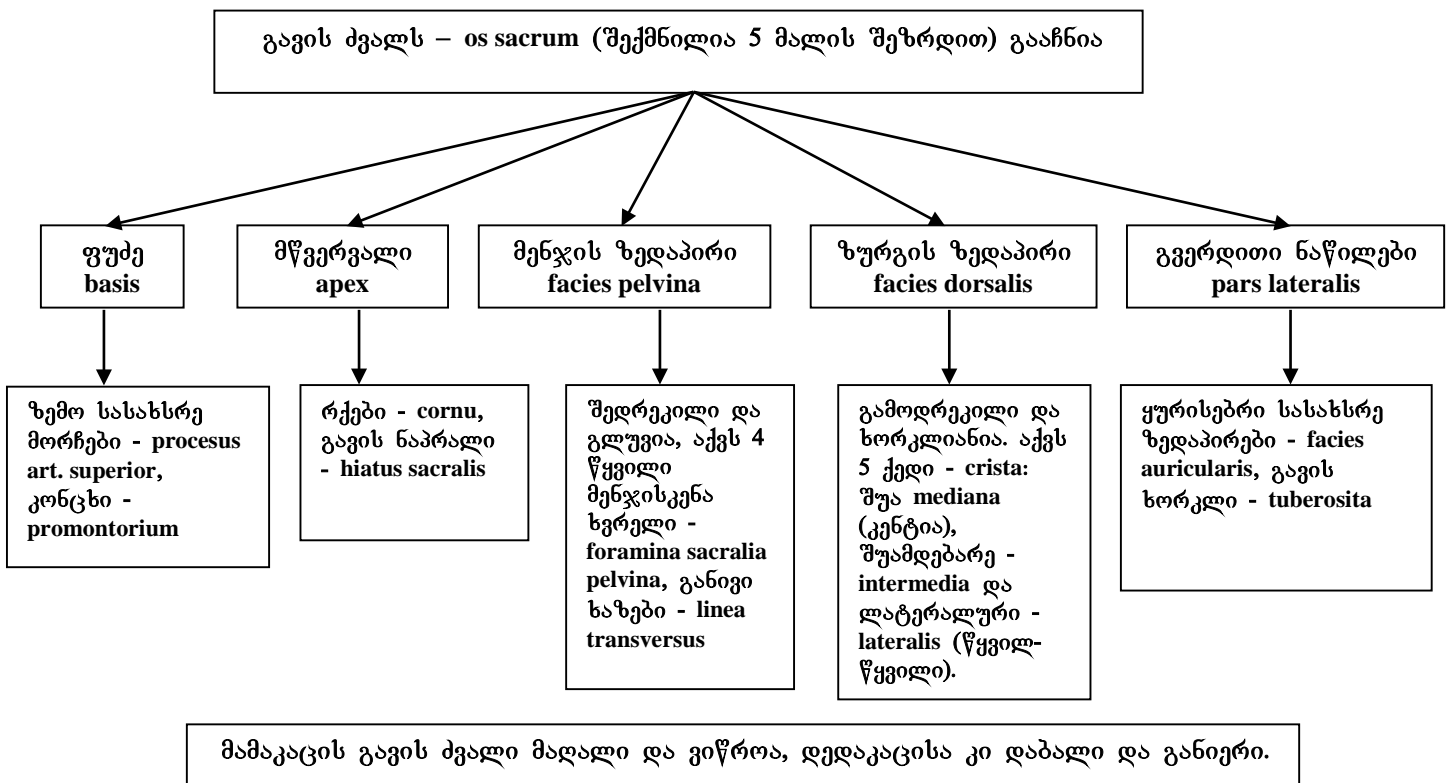 გავის ძვალს – os sacrum (შექმნილია 5 მალის შეზრდით) გააჩნია
ფუძე
basis
მწვერვალი
apex
მენჯის ზედაპირი
facies pelvina
ზურგის ზედაპირი
facies dorsalis
გვერდითი ნაწილები
pars lateralis
ზემო სასახსრე
მორჩები - procesus
art. superior,
კონცხი -
promontorium
რქები - cornu,
გავის ნაპრალი
- hiatus sacralis
შედრეკილი და
გლუვია, აქვს 4
წყვილი
მენჯისკენა
ხვრელი -
foramina sacralia
pelvina, განივი
ხაზები - linea
transversus
გამოდრეკილი და
ხორკლიანია. აქვს
5 ქედი - crista:
შუა mediana
(კენტია),
შუამდებარე -
intermedia და
ლატერალური -
lateralis (წყვილ-
წყვილი).
ყურისებრი სასახსრე
ზედაპირები - facies
auricularis, გავის
ხორკლი - tuberosita
მამაკაცის გავის ძვალი მაღალი და ვიწროა, დედაკაცისა კი დაბალი და განიერი.